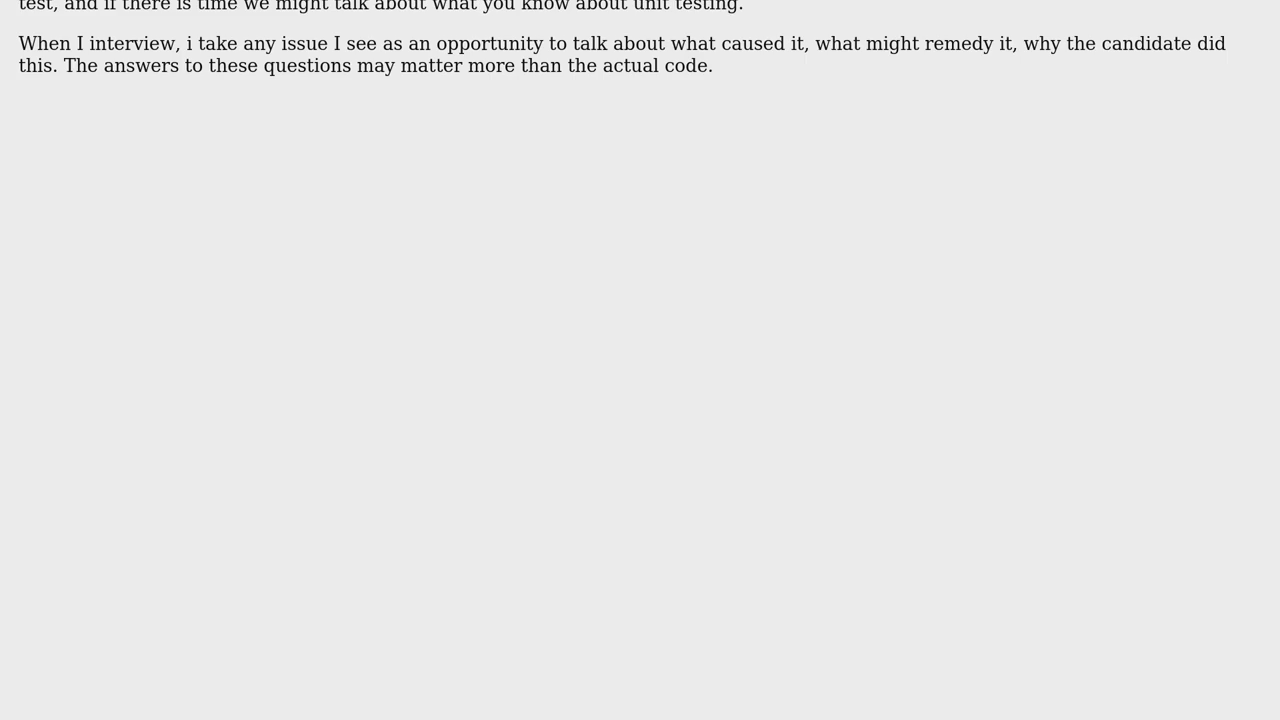 test, and if there is time we might talk about what you know about unit testing.
When I interview, i take any issue I see as an opportunity to talk about what caused it, what might remedy it, why the candidate did
this. The answers to these questions may matter more than the actual code.